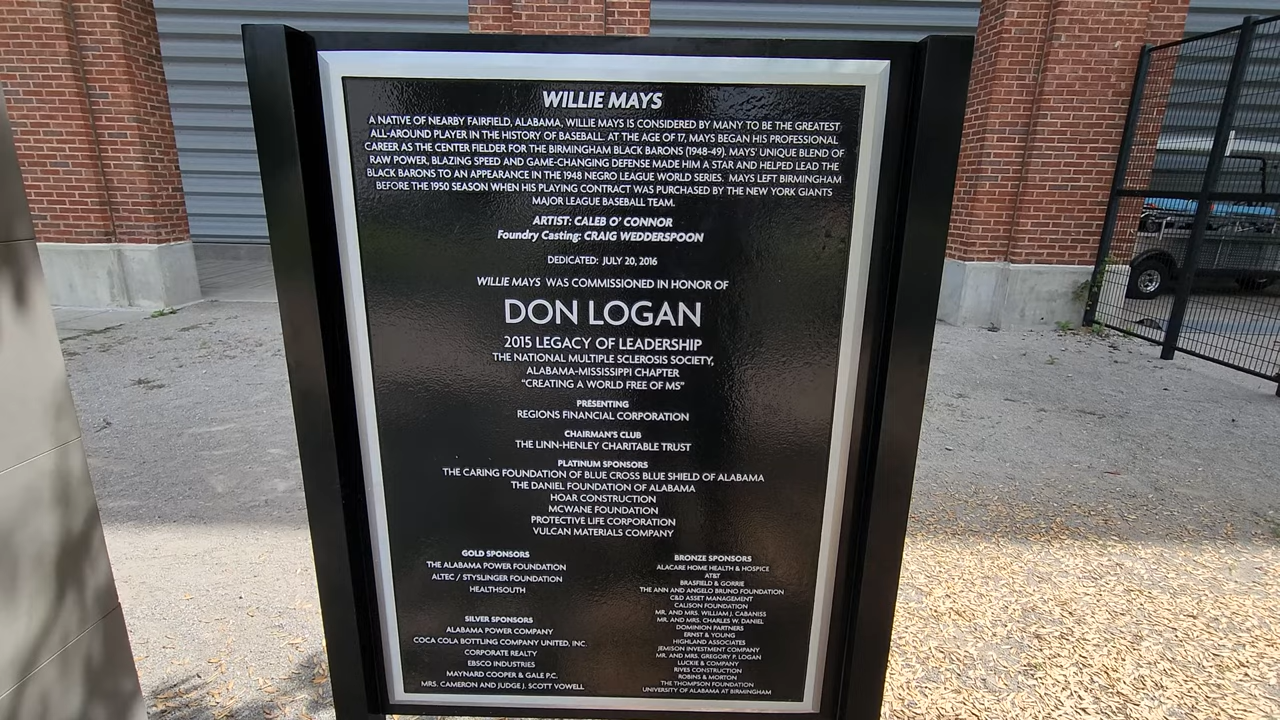 WILLIE MAYS
A NATIVE OF NEARBY FAIRFIELD, ALABAMA, WILLIE MAYS IS CONSIDERED BY MANY TO BE THE GREATEST
ALL-AROUND PLAYER IN THE HISTORY OF BASEBALL. AT THE AGE OF 17, MAYS BEGAN HIS PROFESSIONAL
CAREER AS THE CENTER FIELDER FOR THE BIRMINGHAM BLACK BARONS (1948-49). MAYS' UNIQUE BLEND OF
RAW POWER, BLAZING SPEED AND GAME-CHANGING DEFENSE MADE HIM A STAR AND HELPED LEAD THE
BLACK BARONS TO AN APPEARANCE IN THE 1948 NEGRO LEAGUE WORLD SERIES. MAYS LEFT BIRMINGHAM
BEFORE THE 1950 SEASON WHEN HIS PLAYING CONTRACT WAS PURCHASED BY THE NEW YORK GIANTS
MAJOR LEAGUE BASEBALL TEAM.
ARTIST: CALEB O' CONNOR
Foundry Casting: CRAIG WEDDERSPOON
DEDICATED: JULY 20, 2016
WILLIE MAYS WAS COMMISSIONED IN HONOR OF
DON LOGAN
2015 LEGACY OF LEADERSHIP
THE NATIONAL MULTIPLE SCLEROSIS SOCIETY,
ALABAMA-MISSISSIPPI CHAPTER
"CREATING A WORLD FREE OF MS"
PRESENTING
REGIONS FINANCIAL CORPORATION
CHAIRMAN'S CLUB
THE LINN-HENLEY CHARITABLE TRUST
PLATINUM SPONSORS
THE CARING FOUNDATION OF BLUE CROSS BLUE SHIELD OF ALABAMA
THE DANIEL FOUNDATION OF ALABAMA
HOAR CONSTRUCTION
MCWANE FOUNDATION
PROTECTIVE LIFE CORPORATION
VULCAN MATERIALS COMPANY
GOLD SPONSORS
THE ALABAMA POWER FOUNDATION
ALTEC / STYSLINGER FOUNDATION
HEALTHSOUTH
SILVER SPONSORS
ALABAMA POWER COMPANY
COCA COLA BOTTLING COMPANY UNITED, INC.
CORPORATE REALTY
EBSCO INDUSTRIES
MAYNARD COOPER & GALE P.C.
MRS. CAMERON AND JUDGE J. SCOTT VOWELL
BRONZE SPONSORS
ALACARE HOME HEALTH & HOSPICE
AT&T
BRASFIELD & GORRIE
THE ANN AND ANGELO BRUNO FOUNDATION
C&D ASSET MANAGEMENT
CALISON FOUNDATION
MR. AND MRS. WILLIAM J. CABANISS
MR. AND MRS. CHARLES W. DANIEL
DOMINION PARTNERS
ERNST & YOUNG
HIGHLAND ASSOCIATES
JEMISON INVESTMENT COMPANY
MR. AND MRS. GREGORY P. LOGAN
LUCKIE & COMPANY
RIVES CONSTRUCTION
ROBINS & MORTON
THE THOMPSON FOUNDATION
UNIVERSITY OF ALABAMA AT BIRMINGHAM